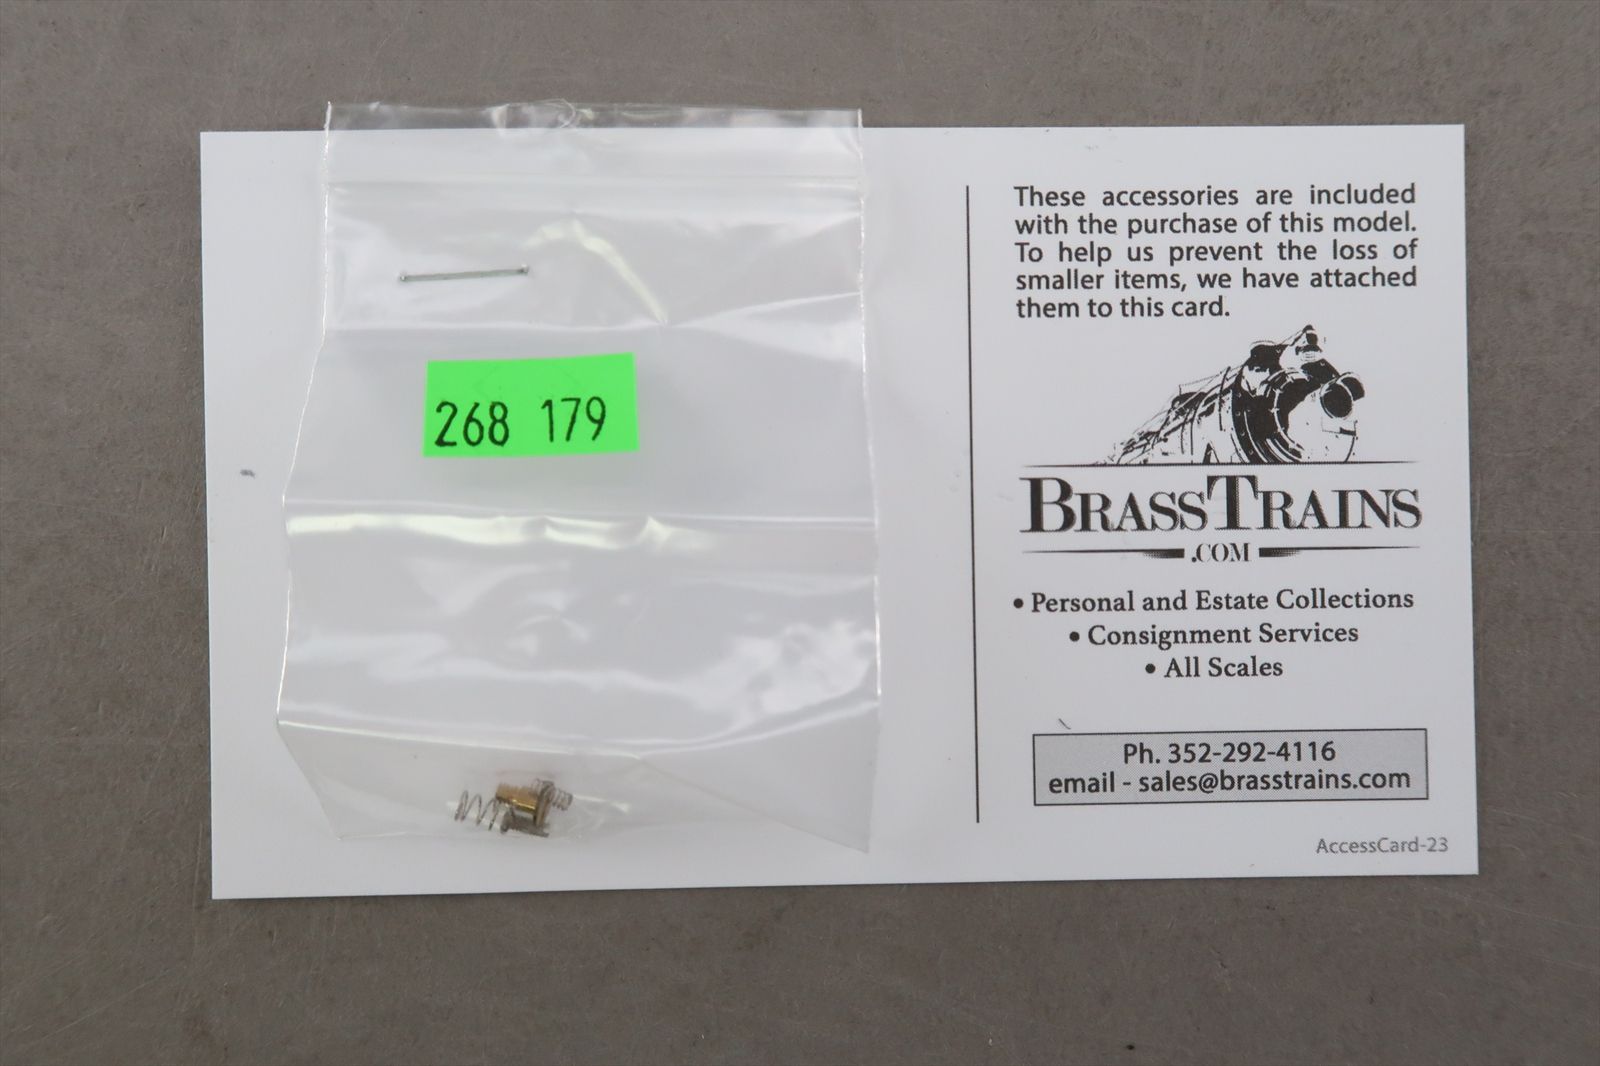 268 179
These accessories are included
with the purchase of this model.
To help us prevent the loss of
smaller items, we have attached
them to this card.
BRASSTRAINS
.COM
• Personal and Estate Collections
• Consignment Services
• All Scales
Ph. 352-292-4116
email - sales@brasstrains.com
AccessCard-23